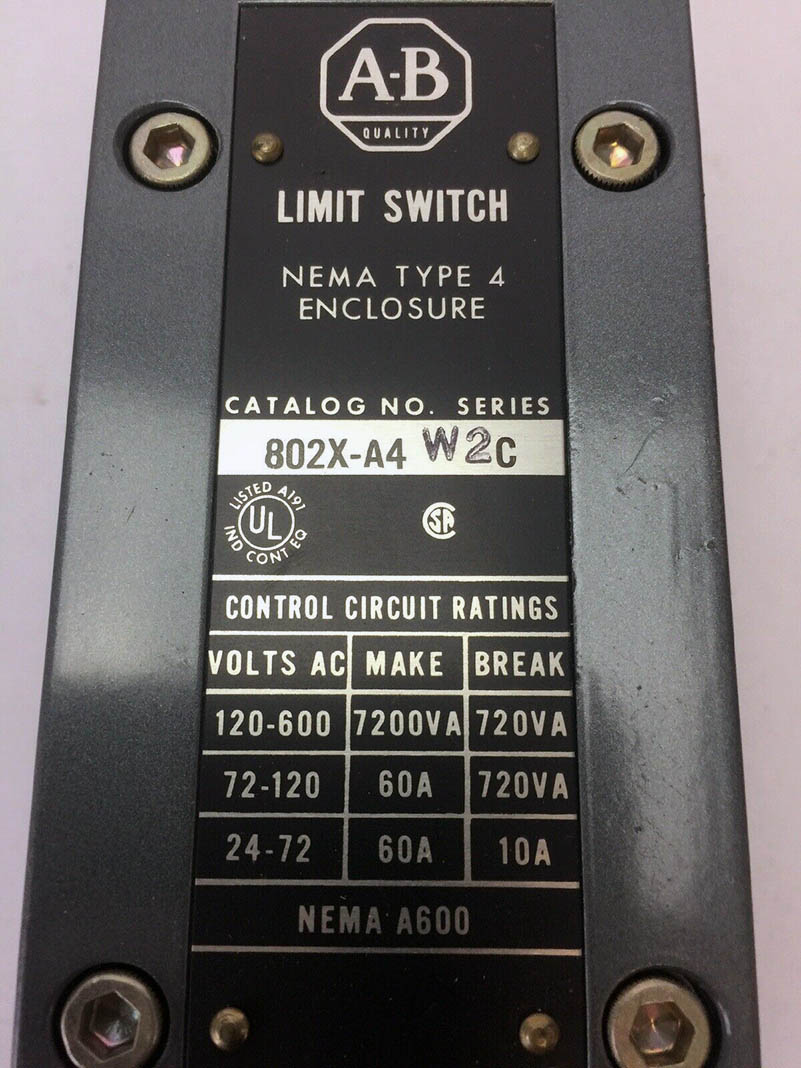 A-B
QUALITY
LIMIT SWITCH
NEMA TYPE 4
ENCLOSURE
CATALOG NO. SERIES
802X-A4 W2C
LISTED A191
UL
IND CONT EQ
SA
CONTROL CIRCUIT RATINGS
VOLTS AC MAKE BREAK
120-600 7200VA 720VA
72-120 60A 720VA
24-72 60A 10A
NEMA A600